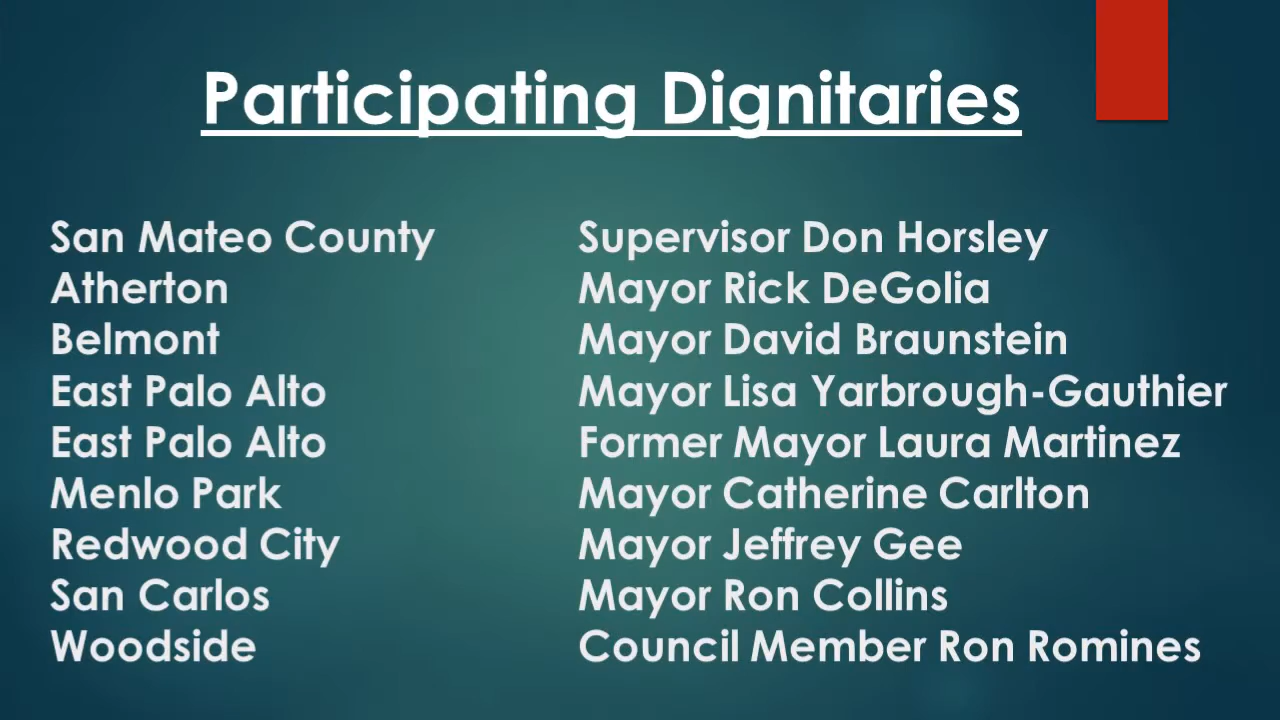 Participating Dignitaries
San Mateo County Supervisor Don Horsley
Atherton Mayor Rick DeGolia
Belmont Mayor David Braunstein
East Palo Alto Mayor Lisa Yarbrough-Gauthier
East Palo Alto Former Mayor Laura Martinez
Menlo Park Mayor Catherine Carlton
Redwood City Mayor Jeffrey Gee
San Carlos Mayor Ron Collins
Woodside Council Member Ron Romines